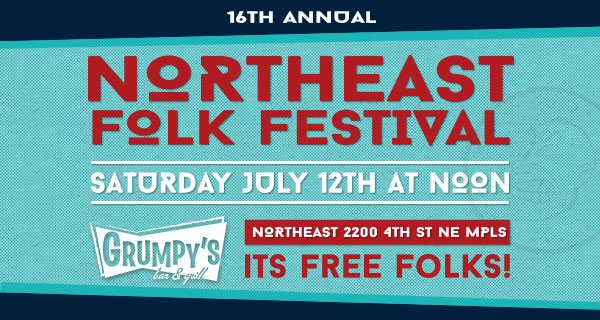 16TH ANNUAL
NORTHEAST
FOLK FESTIVAL
SATURDAY JULY 12TH AT NOON
GRUMPY'S
bar & grill
NORTHEAST 2200 4TH ST NE MPLS
ITS FREE FOLKS!